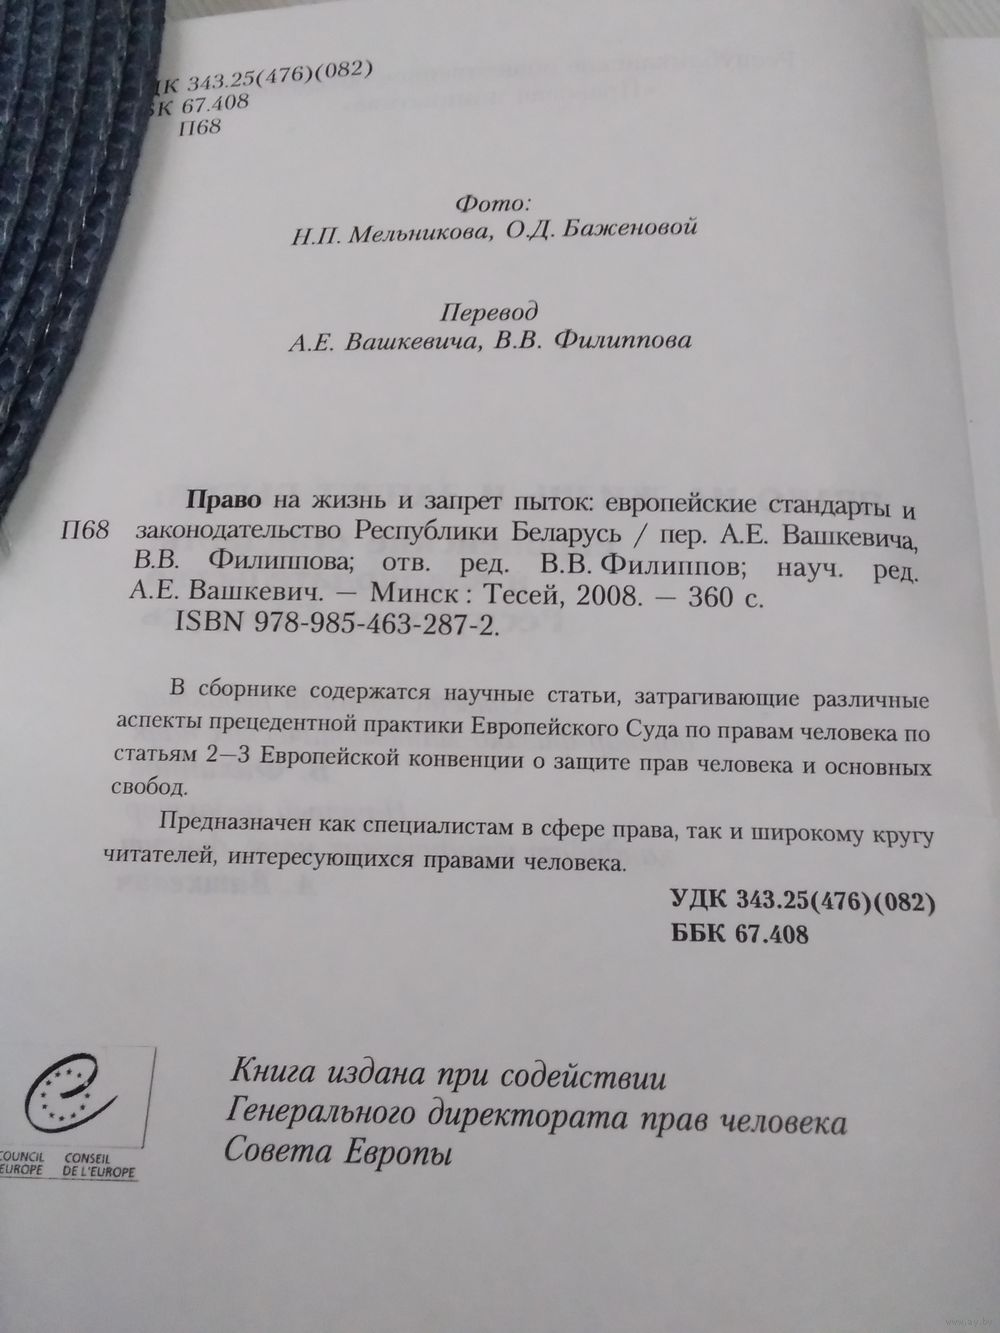 УДК 343.25(476)(082)
ББК 67.408
П68
Фото:
Н.П. Мельникова, О.Д. Баженовой
Перевод
А.Е. Вашкевича, В.В. Филиппова
Право на жизнь и запрет пыток: европейские стандарты и
П68 законодательство Республики Беларусь / пер. А.Е. Вашкевича,
В.В. Филиппова; отв. ред. В.В. Филиппов; науч. ред.
А.Е. Вашкевич. — Минск : Тесей, 2008. — 360 с.
ISBN 978-985-463-287-2.
В сборнике содержатся научные статьи, затрагивающие различные
аспекты прецедентной практики Европейского Суда по правам человека по
статьям 2—3 Европейской конвенции о защите прав человека и основных
свобод.
Предназначен как специалистам в сфере права, так и широкому кругу
читателей, интересующихся правами человека.
УДК 343.25(476)(082)
ББК 67.408
Книга издана при содействии
Генерального директората прав человека
Совета Европы
COUNCIL CONSEIL
EUROPE DE L'EUROPE
www.ay.by